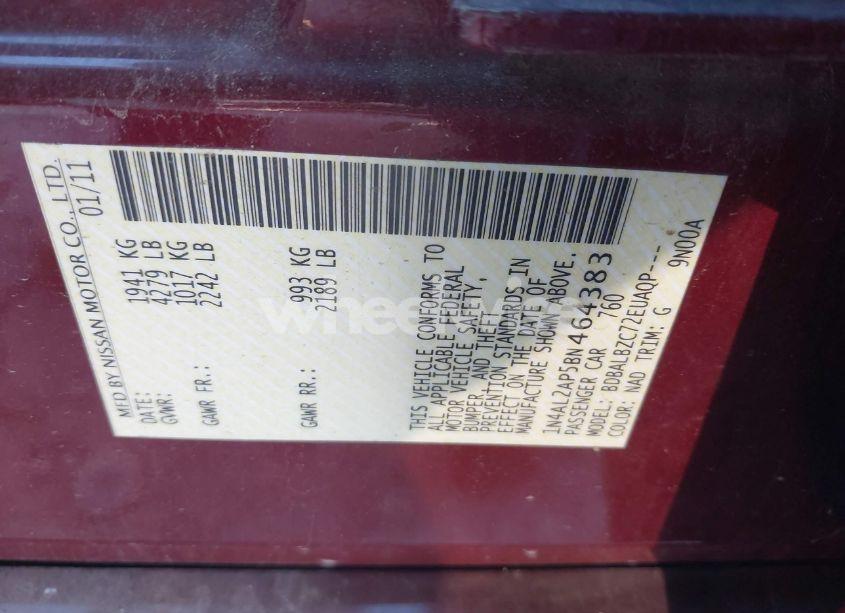 MFD BY NISSAN MOTOR CO., LTD.
DATE: 01/11
GVWR: 1941 KG
4279 LB
GAWR FR: 1017 KG
2242 LB
GAWR RR: 993 KG
2189 LB
THIS VEHICLE CONFORMS TO
ALL APPLICABLE FEDERAL
MOTOR VEHICLE SAFETY,
BUMPER, AND THEFT
PREVENTION STANDARDS IN
EFFECT ON THE DATE OF
MANUFACTURE SHOWN ABOVE.
1N4AL2AP5BN464383
PASSENGER CAR 760
MODEL: BDBALBZC72EUAQP---
COLOR: NAD TRIM: G 9N00A